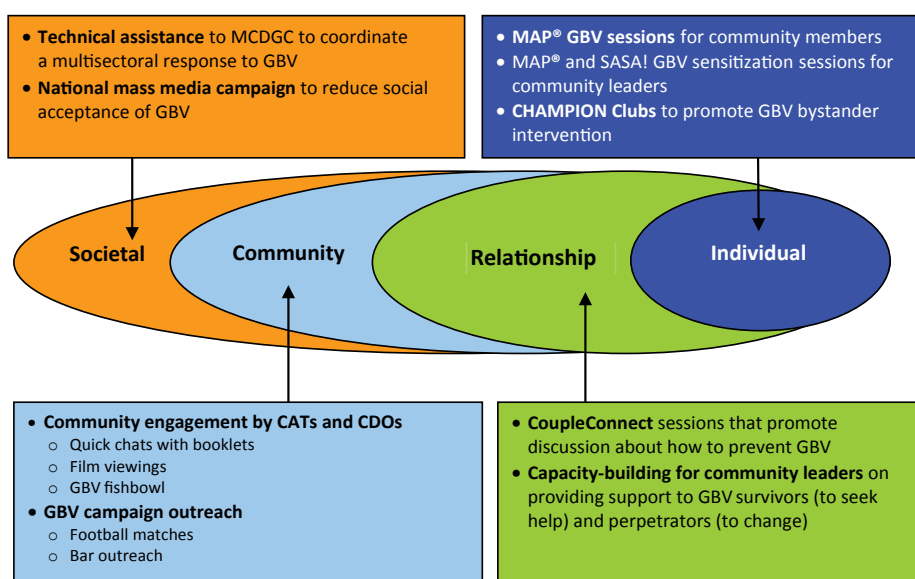 • Technical assistance to MCDGC to coordinate
a multisectoral response to GBV
• National mass media campaign to reduce social
acceptance of GBV
• MAP® GBV sessions for community members
• MAP® and SASA! GBV sensitization sessions for
community leaders
• CHAMPION Clubs to promote GBV bystander
intervention
Societal
Community
Relationship
Individual
• Community engagement by CATs and CDOs
o Quick chats with booklets
o Film viewings
o GBV fishbowl
• GBV campaign outreach
o Football matches
o Bar outreach
• CoupleConnect sessions that promote
discussion about how to prevent GBV
• Capacity-building for community leaders on
providing support to GBV survivors (to seek
help) and perpetrators (to change)